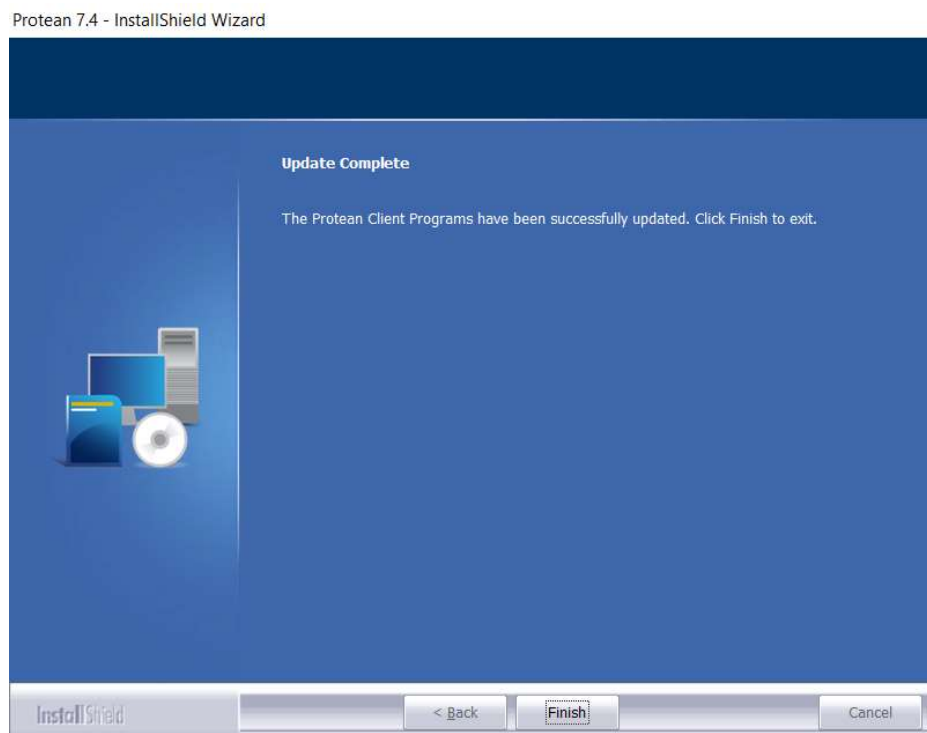 Protean 7.4 - InstallShield Wizard
Update Complete
The Protean Client Programs have been successfully updated. Click Finish to exit.
InstallShield
< Back
Finish
Cancel